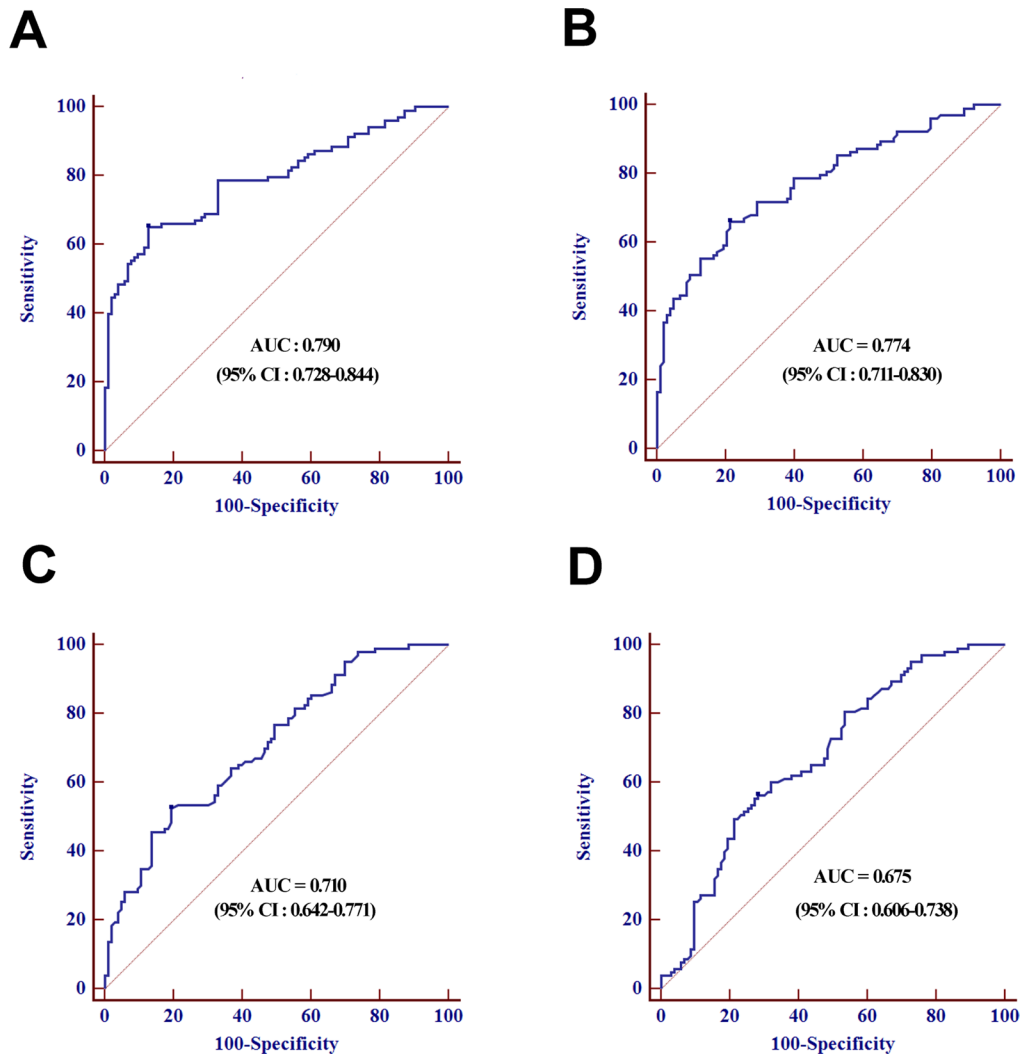 A
100
80
60
40
20
0
Sensitivity
AUC : 0.790
(95% CI : 0.728-0.844)
0 20 40 60 80 100
100-Specificity
B
100
80
60
40
20
0
Sensitivity
AUC = 0.774
(95% CI : 0.711-0.830)
0 20 40 60 80 100
100-Specificity
C
100
80
60
40
20
0
Sensitivity
AUC = 0.710
(95% CI : 0.642-0.771)
0 20 40 60 80 100
100-Specificity
D
100
80
60
40
20
0
Sensitivity
AUC = 0.675
(95% CI : 0.606-0.738)
0 20 40 60 80 100
100-Specificity